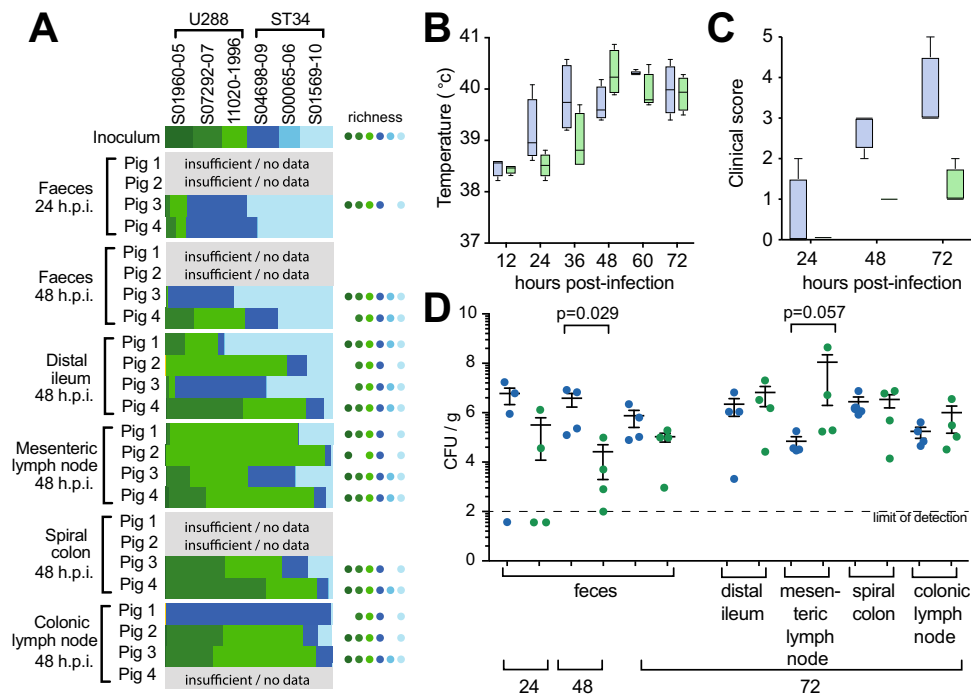 A
U288
ST34
S01960-05
S07292-07
11020-1996
S04698-09
S00065-06
S01569-10
richness
Inoculum
Faeces
24 h.p.i.
Pig 1
insufficient / no data
Pig 2
insufficient / no data
Pig 3
Pig 4
Faeces
48 h.p.i.
Pig 1
insufficient / no data
Pig 2
insufficient / no data
Pig 3
Pig 4
Distal
ileum
48 h.p.i.
Pig 1
Pig 2
Pig 3
Pig 4
Mesenteric
lymph node
48 h.p.i.
Pig 1
Pig 2
Pig 3
Pig 4
Spiral
colon
48 h.p.i.
Pig 1
insufficient / no data
Pig 2
insufficient / no data
Pig 3
Pig 4
Colonic
lymph node
48 h.p.i.
Pig 1
Pig 2
Pig 3
Pig 4
insufficient / no data
B
Temperature ( °c)
41
40
39
38
37
12
24
36
48
60
72
hours post-infection
C
Clinical score
5
4
3
2
1
0
24
48
72
hours post-infection
D
CFU / g
10
8
6
4
2
0
p=0.029
p=0.057
limit of detection
feces
distal
ileum
mesen-
teric
lymph
node
spiral
colon
colonic
lymph
node
24
48
72